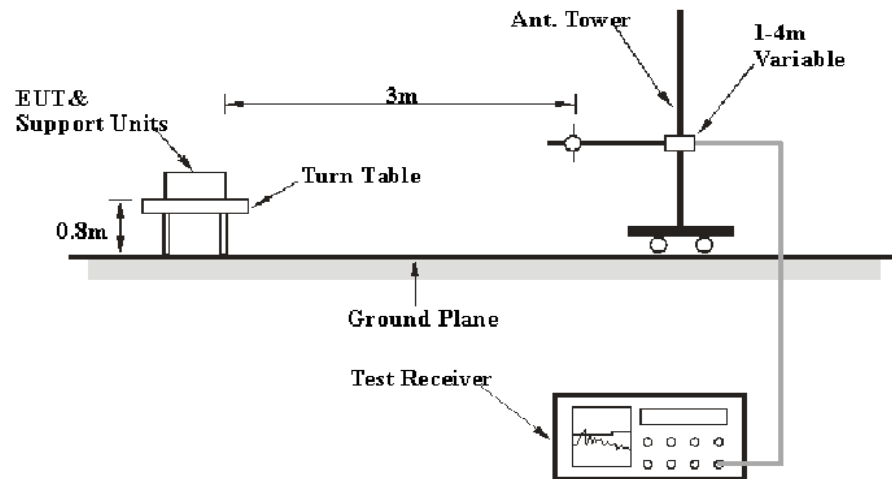 Ant. Tower
1-4m
Variable
EUT&
Support Units
3m
Turn Table
0.8m
Ground Plane
Test Receiver